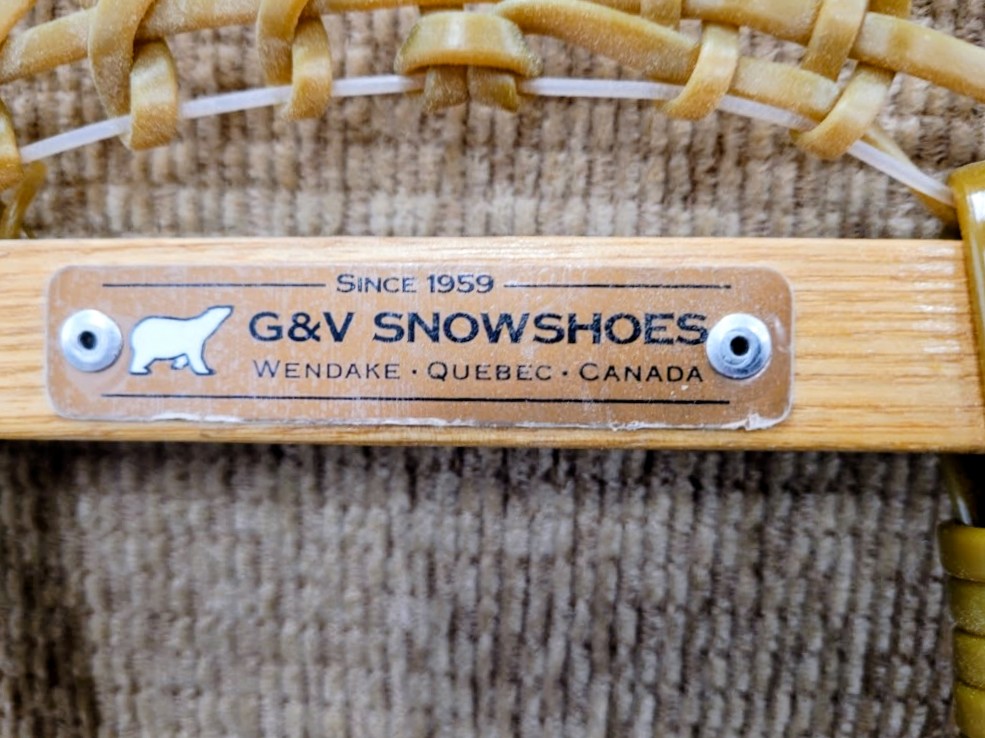 Since 1959
G&V SNOWSHOES
Wendake · Quebec · Canada